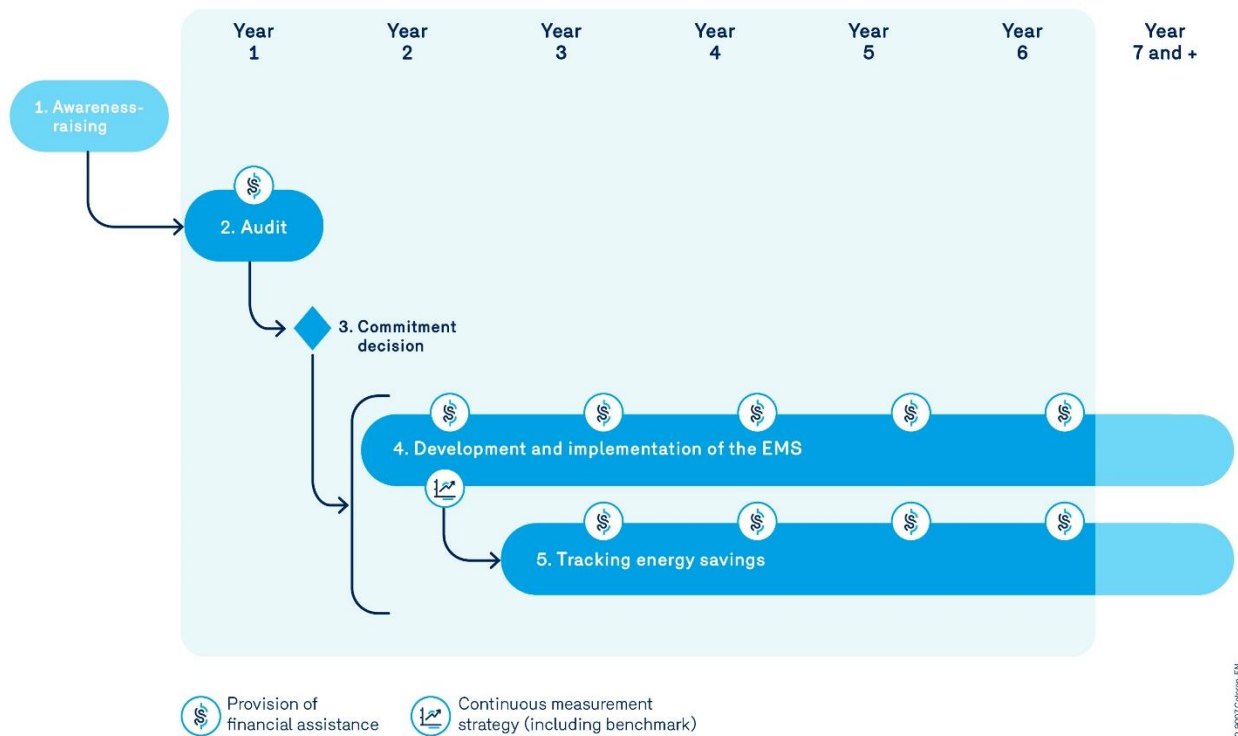 Year
1
Year
2
Year
3
Year
4
Year
5
Year
6
Year
7 and +
1. Awareness-
raising
2. Audit
3. Commitment
decision
4. Development and implementation of the EMS
5. Tracking energy savings
Provision of
financial assistance
Continuous measurement
strategy (including benchmark)